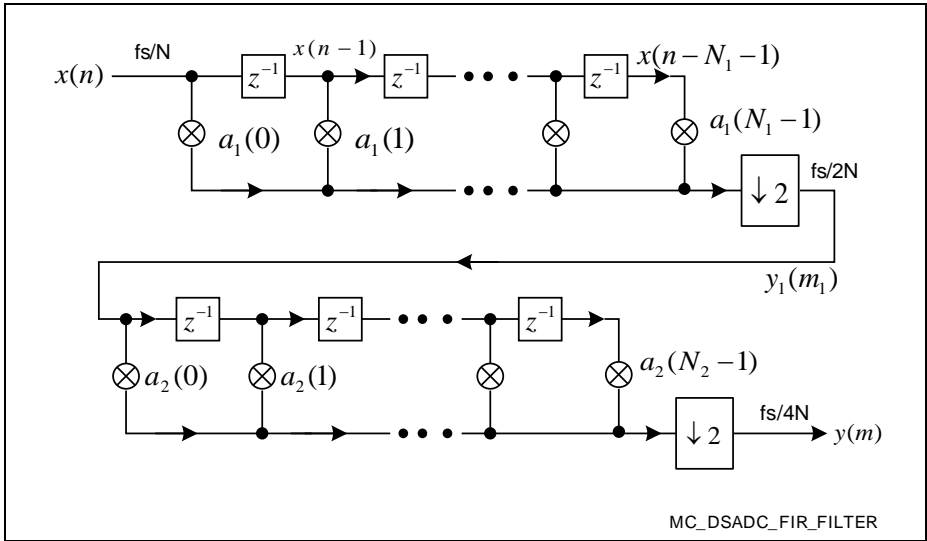 fs/N
x(n)
z⁻¹
x(n−1)
z⁻¹
z⁻¹
x(n−N₁−1)
a₁(0)
a₁(1)
a₁(N₁−1)
↓2
fs/2N
y₁(m₁)
z⁻¹
z⁻¹
z⁻¹
a₂(0)
a₂(1)
a₂(N₂−1)
↓2
fs/4N
y(m)
MC_DSADC_FIR_FILTER